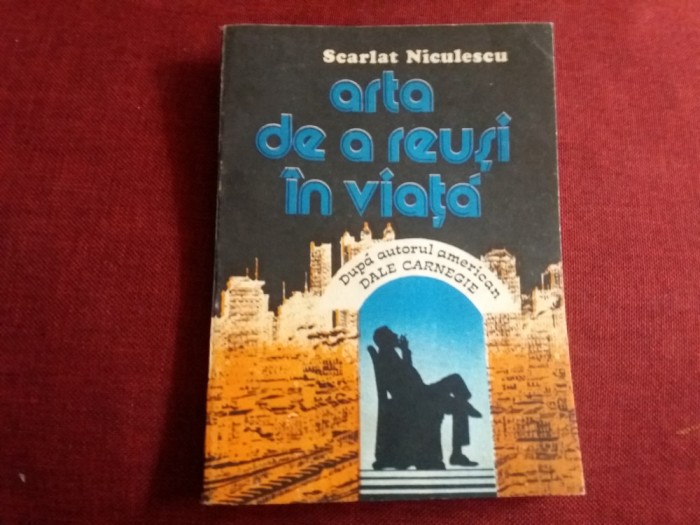 Scarlat Niculescu
arta
de a reuși
în viață
După autorul american
DALE CARNEGIE